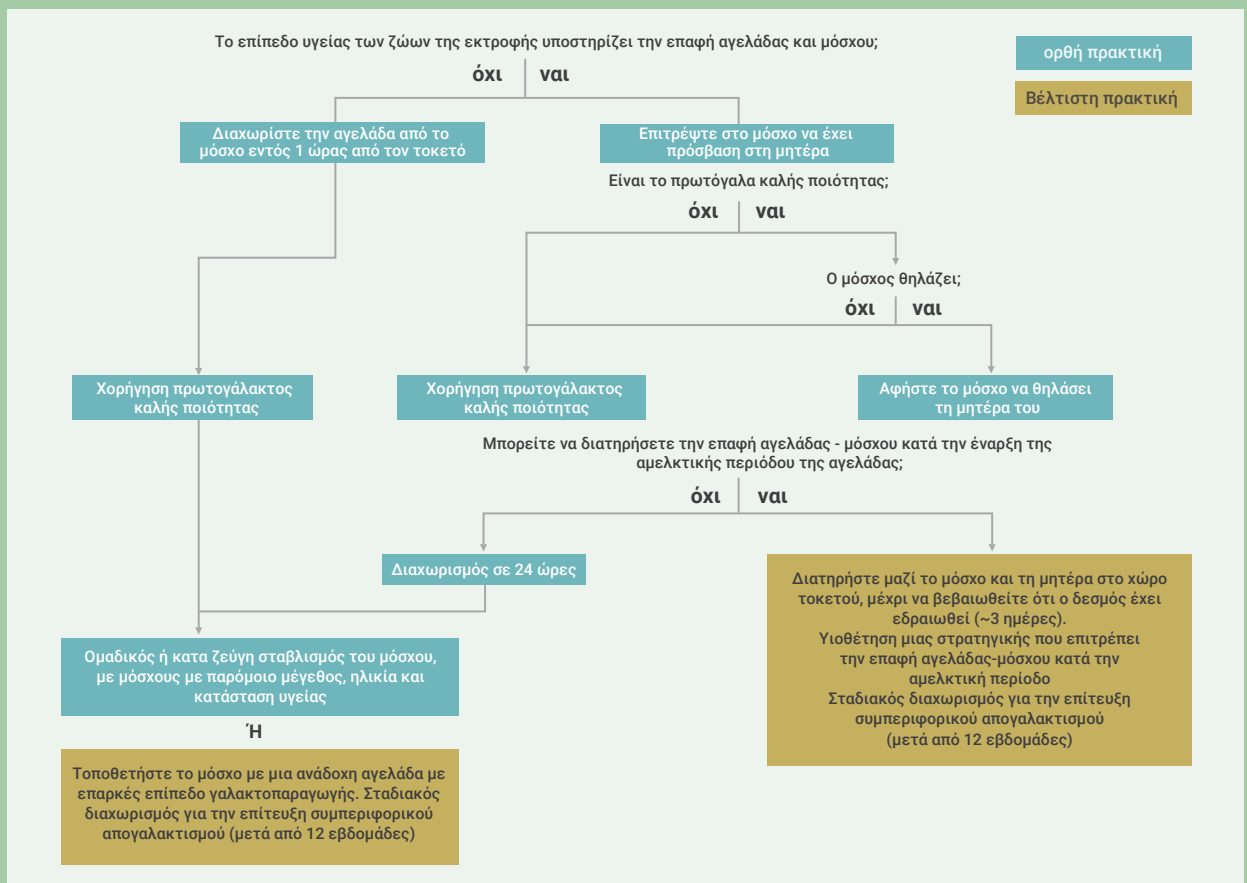 Το επίπεδο υγείας των ζώων της εκτροφής υποστηρίζει την επαφή αγελάδας και μόσχου;
όχι ναι
ορθή πρακτική
Βέλτιστη πρακτική
Διαχωρίστε την αγελάδα από το
μόσχο εντός 1 ώρας από τον τοκετό
Επιτρέψτε στο μόσχο να έχει
πρόσβαση στη μητέρα
Είναι το πρωτόγαλα καλής ποιότητας;
όχι ναι
Ο μόσχος θηλάζει;
όχι ναι
Χορήγηση πρωτογάλακτος
καλής ποιότητας
Χορήγηση πρωτογάλακτος
καλής ποιότητας
Αφήστε το μόσχο να θηλάσει
τη μητέρα του
Μπορείτε να διατηρήσετε την επαφή αγελάδας - μόσχου κατά την έναρξη της
αμελκτικής περιόδου της αγελάδας;
όχι ναι
Διαχωρισμός σε 24 ώρες
Διατηρήστε μαζί το μόσχο και τη μητέρα στο χώρο
τοκετού, μέχρι να βεβαιωθείτε ότι ο δεσμός έχει
εδραιωθεί (~3 ημέρες).
Υιοθέτηση μιας στρατηγικής που επιτρέπει
την επαφή αγελάδας-μόσχου κατά την
αμελκτική περίοδο
Σταδιακός διαχωρισμός για την επίτευξη
συμπεριφορικού απογαλακτισμού
(μετά από 12 εβδομάδες)
Ομαδικός ή κατα ζεύγη σταβλισμός του μόσχου,
με μόσχους με παρόμοιο μέγεθος, ηλικία και
κατάσταση υγείας
Ή
Τοποθετήστε το μόσχο με μια ανάδοχη αγελάδα με
επαρκές επίπεδο γαλακτοπαραγωγής. Σταδιακός
διαχωρισμός για την επίτευξη συμπεριφορικού
απογαλακτισμού (μετά από 12 εβδομάδες)